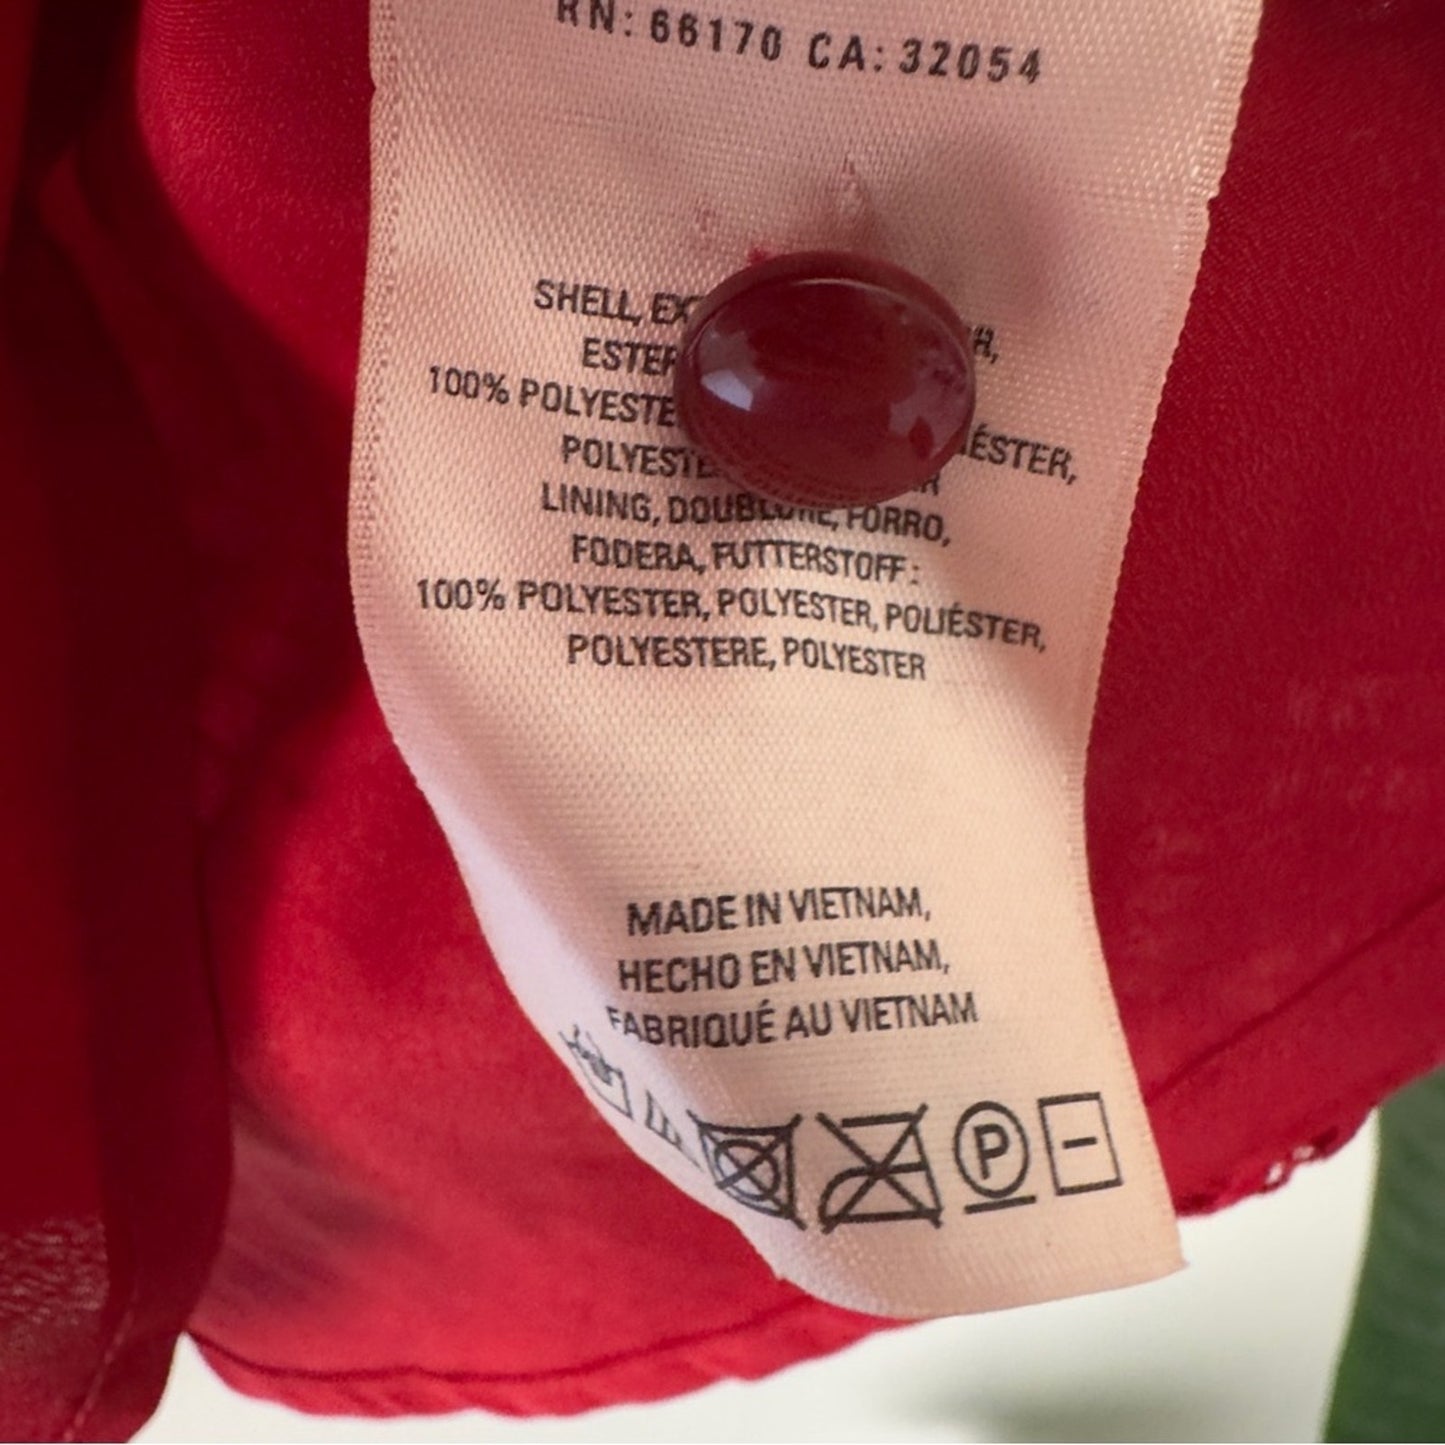 RN: 66170 CA: 32054
SHELL,
100%
LINING, DOUBLURE, FORRO,
FODERA, FUTTERSTOFF:
100% POLYESTER, POLYESTER, POLIÉSTER,
POLYESTERE, POLYESTER
MADE IN VIETNAM,
HECHO EN VIETNAM,
FABRIQUÉ AU VIETNAM
P